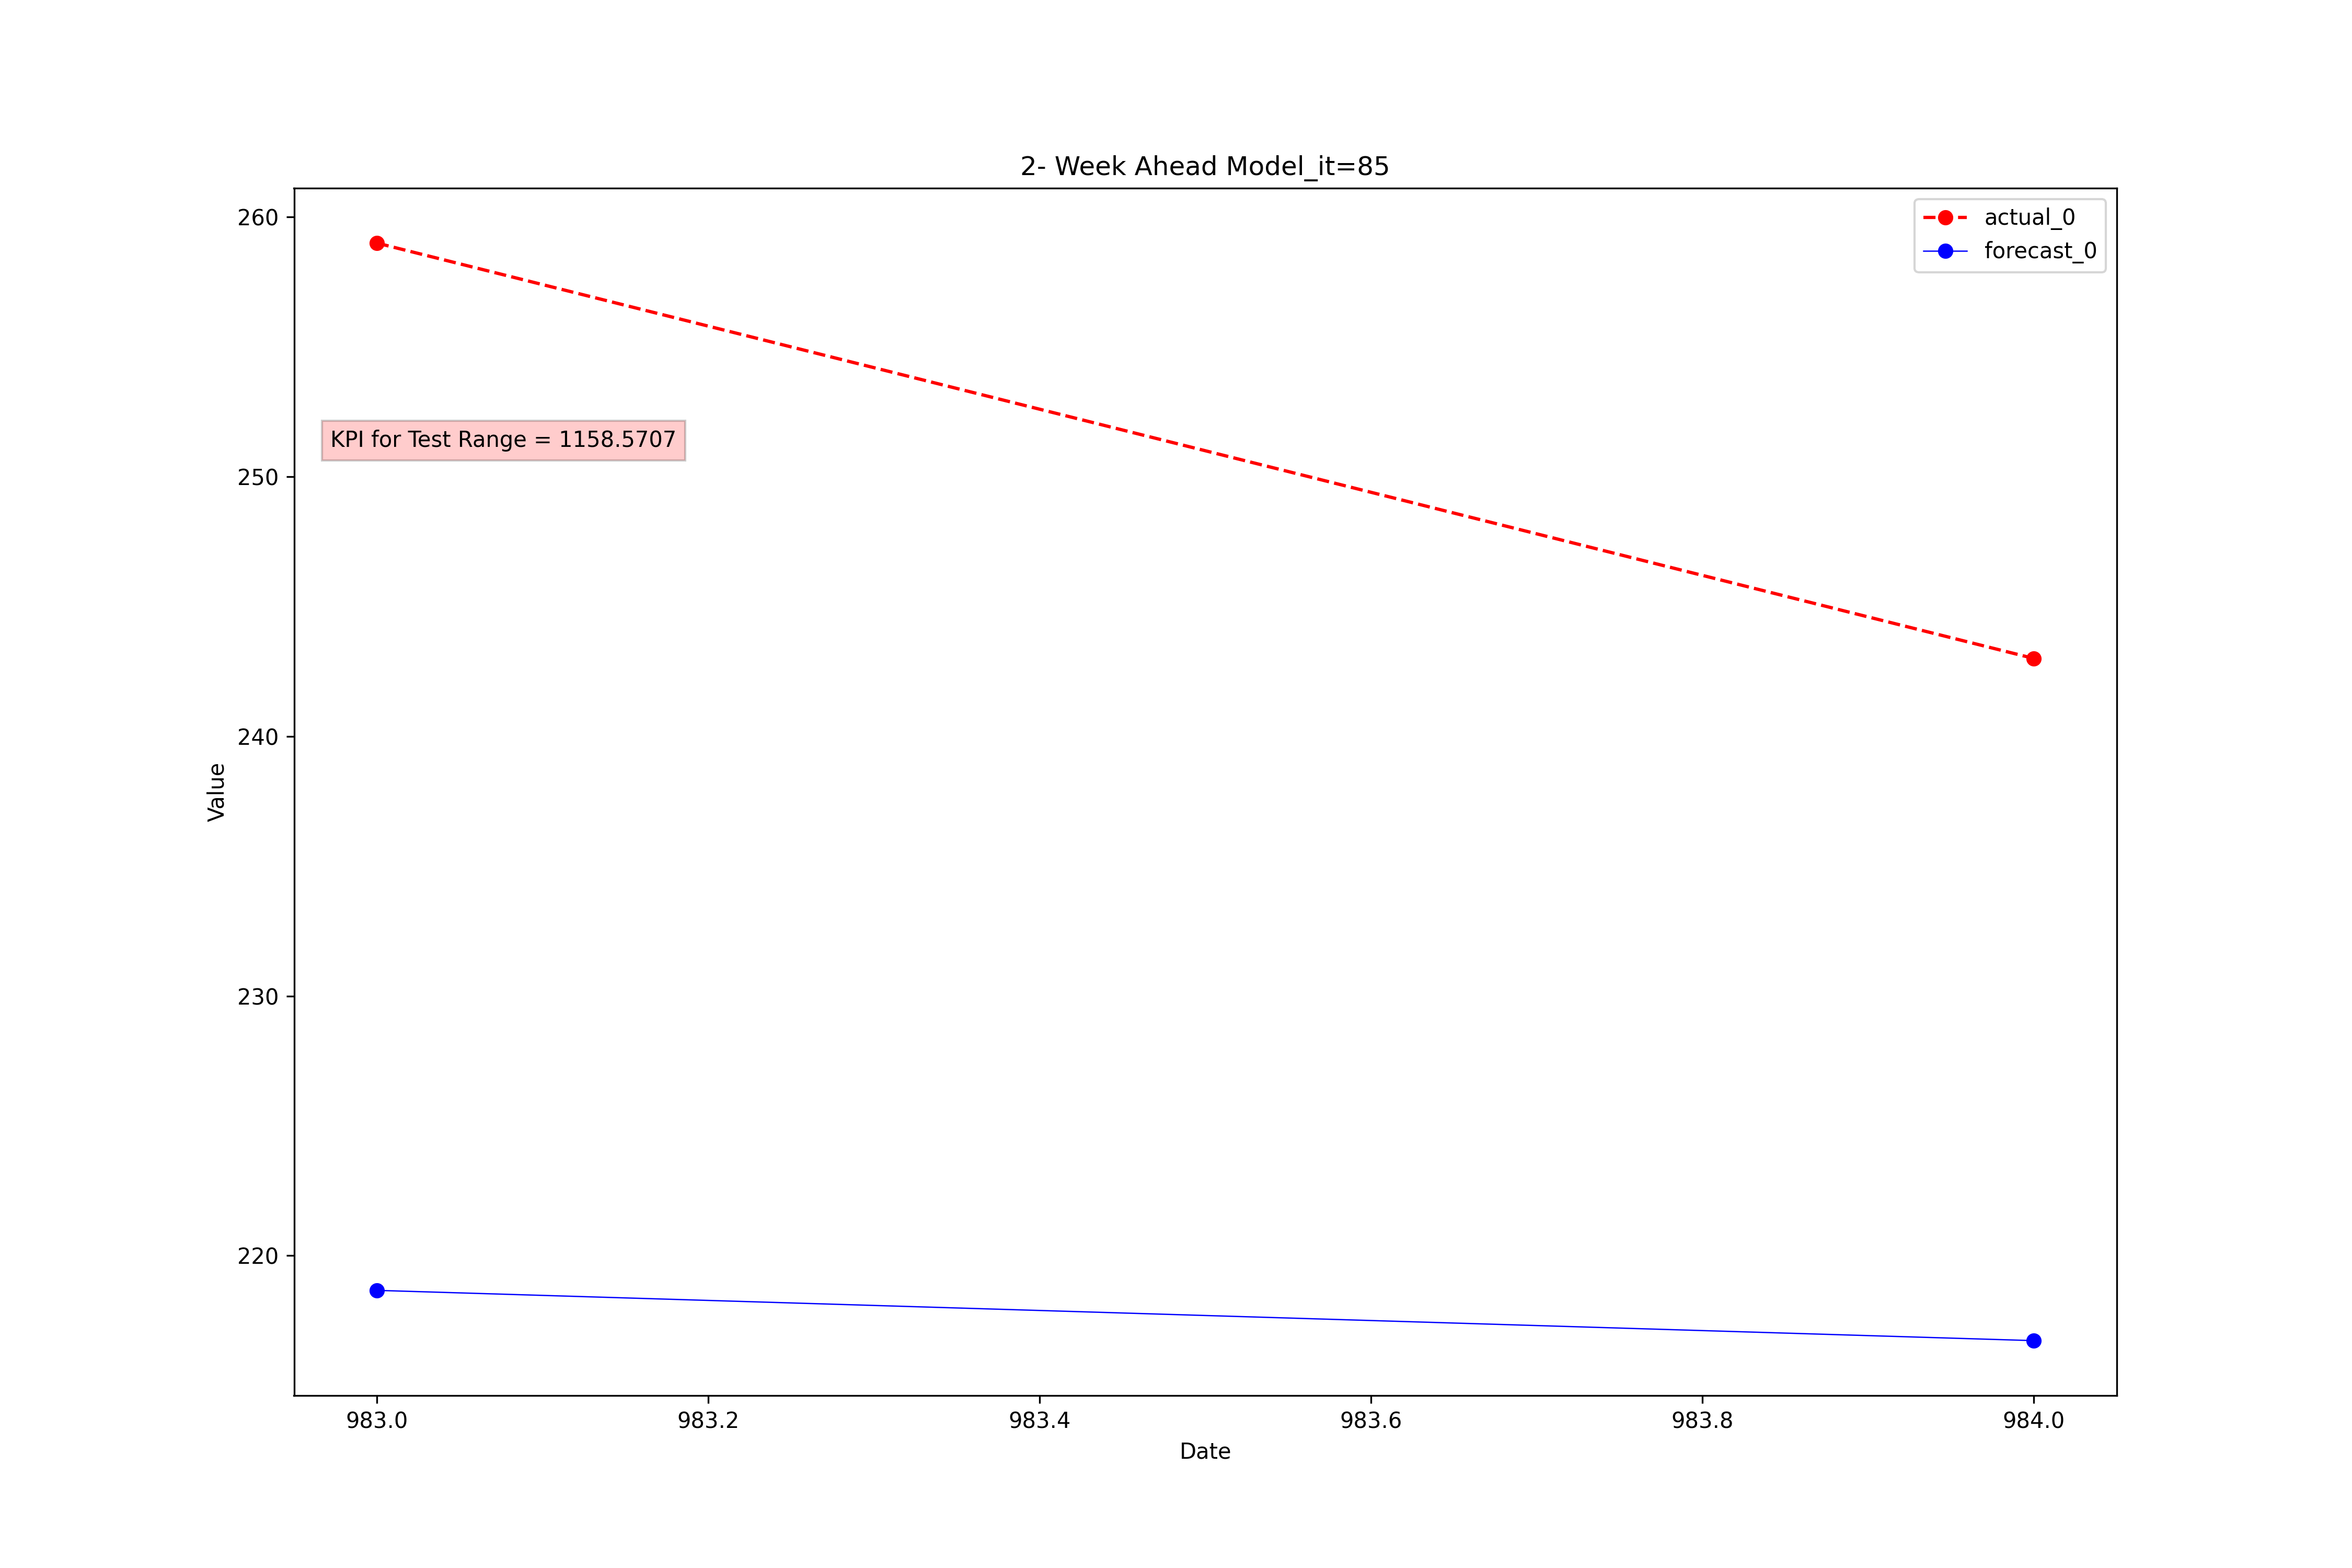 2- Week Ahead Model_it=85
260
250
240
230
220
Value
KPI for Test Range = 1158.5707
actual_0
forecast_0
983.0
983.2
983.4
983.6
983.8
984.0
Date